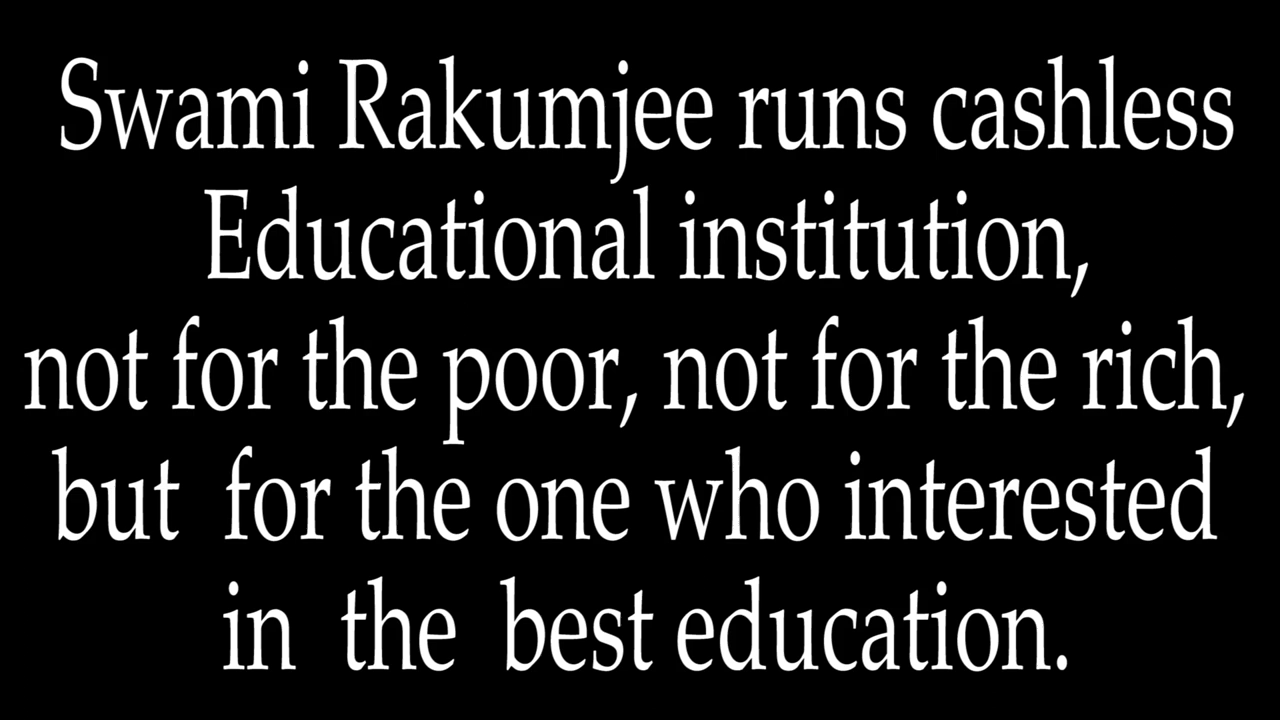 Swami Rakumjee runs cashless
Educational institution,
not for the poor, not for the rich,
but for the one who interested
in the best education.